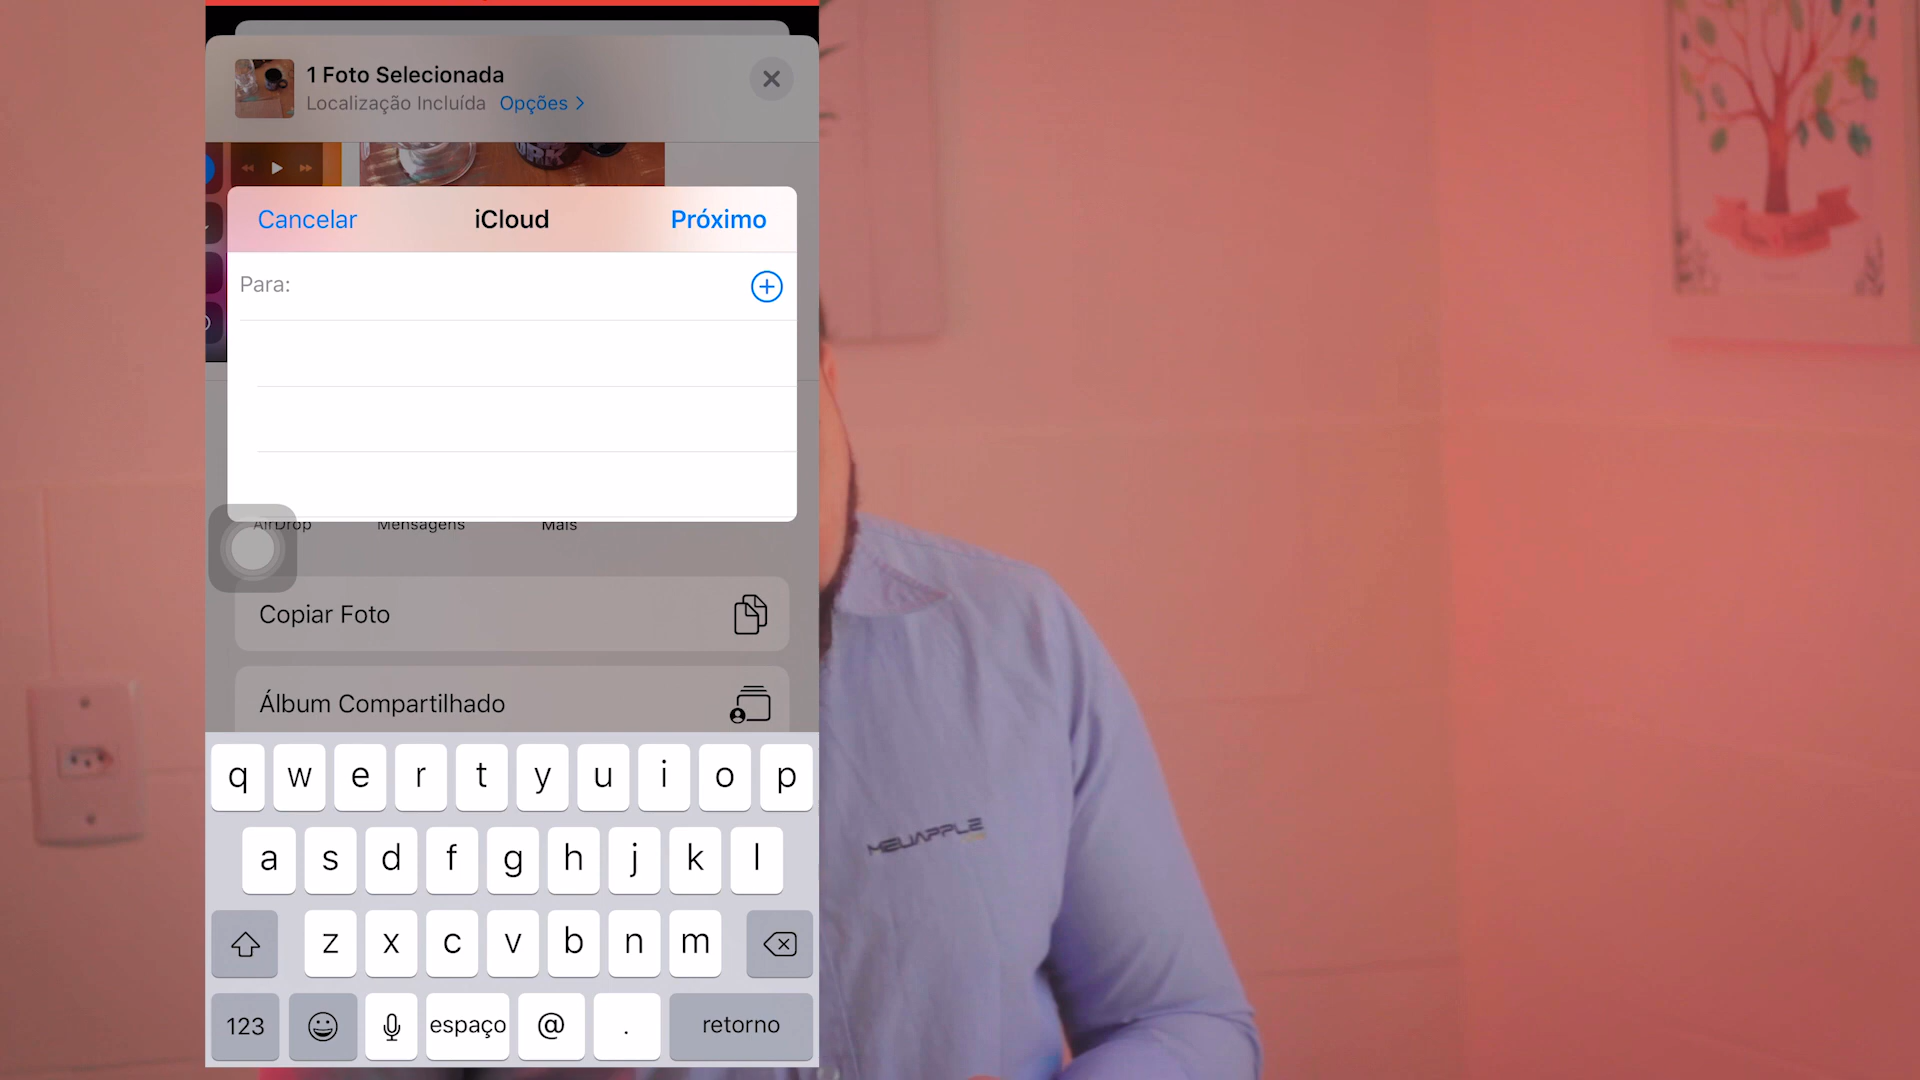 1 Foto Selecionada
Localização Incluída Opções >
Cancelar
iCloud
Próximo
Para:
AirDrop
Mensagens
Mais
Copiar Foto
Álbum Compartilhado
q w e r t y u i o p
a s d f g h j k l
z x c v b n m
123
espaço
@
.
retorno
MEUAPPLE